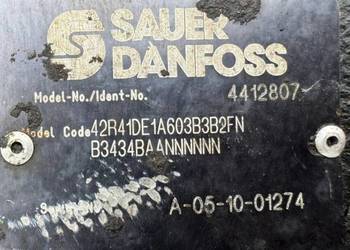 SAUER
DANFOSS
Model-No./Ident-No. 4412807
Model Code 42R41DE1A603B3B2FN
B3434BAANNNNNN
A-05-10-01274